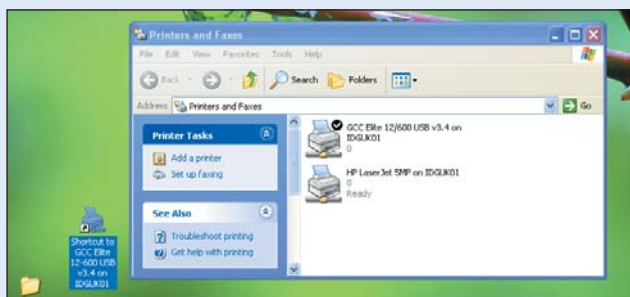 Printers and Faxes
File Edit View Favorites Tools Help
Back Search Folders
Address Printers and Faxes Go
Printer Tasks
Add a printer
Set up faxing
See Also
Troubleshoot printing
Get help with printing
GCC Elite 12/600 USB v3.4 on
IDGUK01
0
HP LaserJet 5MP on IDGUK01
0
Ready
Shortcut to
GCC Elite
12-600 USB
v3.4 on
IDGUK01